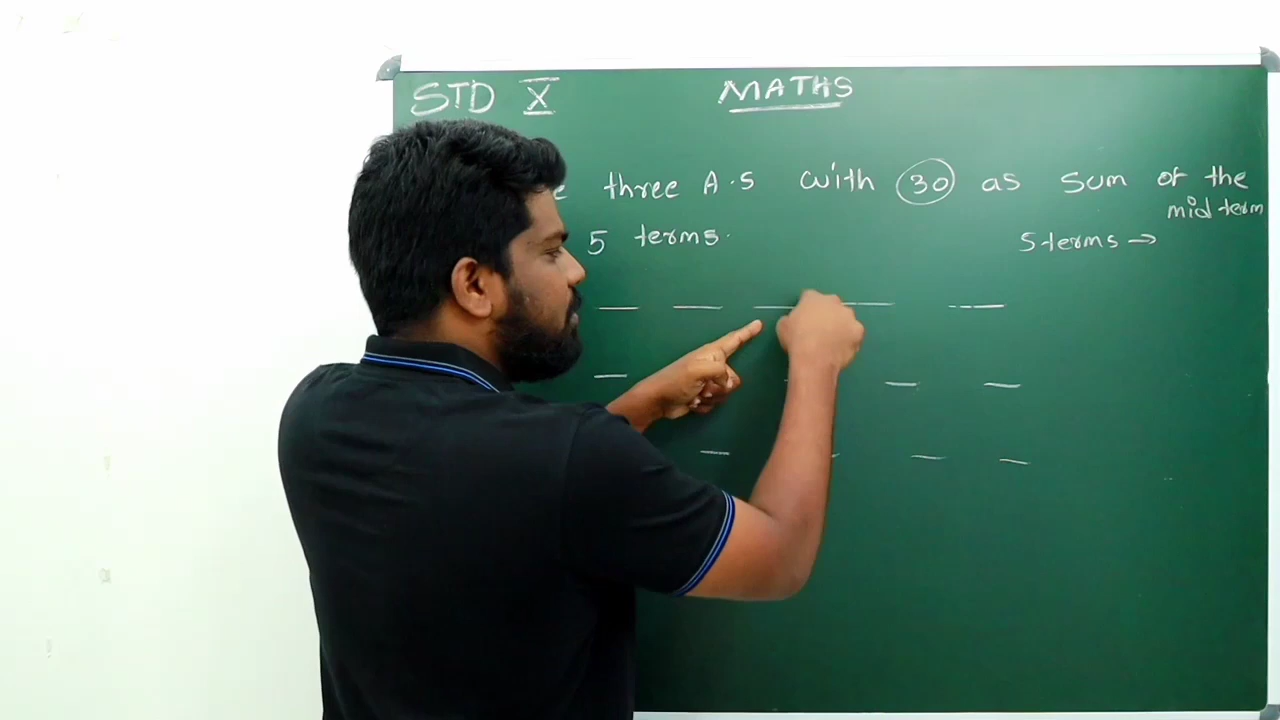 STD X MATHS
e three A.S with 30 as sum of the
mid term
5 terms.
5 terms →